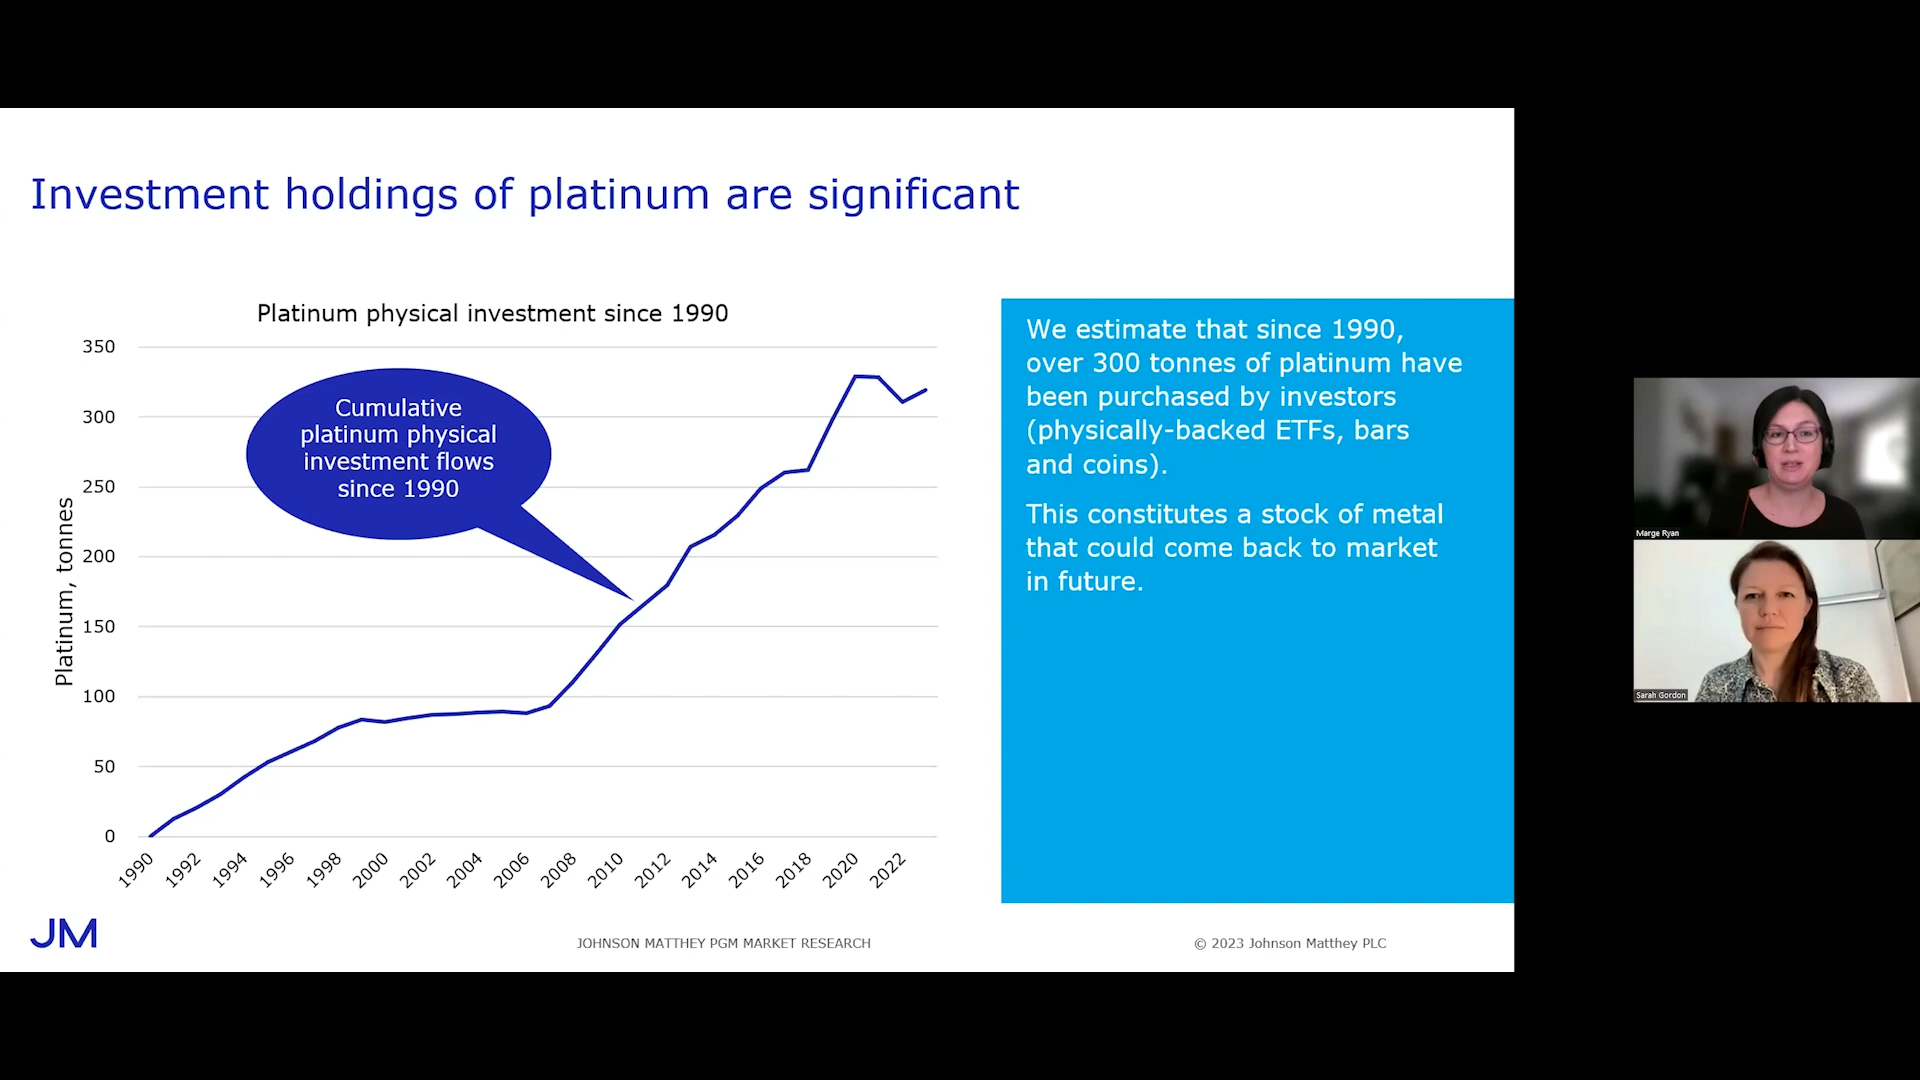 Investment holdings of platinum are significant
Platinum physical investment since 1990
350
300
250
200
150
100
50
0
Platinum, tonnes
Cumulative
platinum physical
investment flows
since 1990
1990
1992
1994
1996
1998
2000
2002
2004
2006
2008
2010
2012
2014
2016
2018
2020
2022
We estimate that since 1990,
over 300 tonnes of platinum have
been purchased by investors
(physically-backed ETFs, bars
and coins).
This constitutes a stock of metal
that could come back to market
in future.
JM
JOHNSON MATTHEY PGM MARKET RESEARCH
© 2023 Johnson Matthey PLC
Marge Ryan
Sarah Gordon